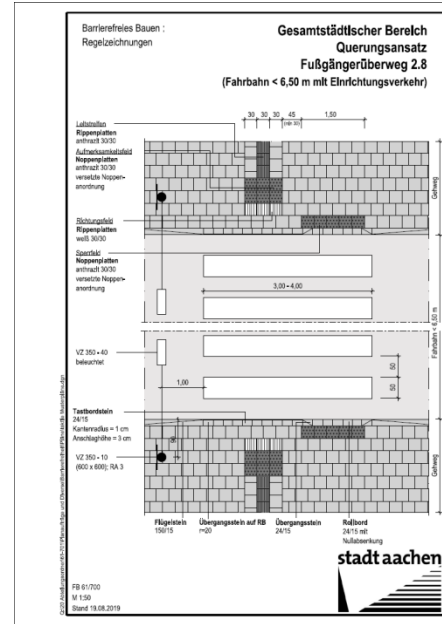 Barrierefreies Bauen :
Regelzeichnungen
Gesamtstädtischer Bereich
Querungsansatz
Fußgängerüberweg 2.8
(Fahrbahn < 6,50 m mit Einrichtungsverkehr)
30 30 30 45 1,50
(min 30)
Leitstreifen
Rippenplatten
anthrazit 30/30
Aufmerksamkeitsfeld
Noppenplatten
anthrazit 30/30
versetzte Noppen-
anordnung
Richtungsfeld
Rippenplatten
weiß 30/30
Sperrfeld
Noppenplatten
anthrazit 30/30
versetzte Noppen-
anordnung
Gehweg
3,00 - 4,00
Fahrbahn < 6,50 m
VZ 350 - 40
beleuchtet
1,00
50
50
Tastbordstein
24/15
Kantenradius = 1 cm
Anschlaghöhe = 3 cm
90
VZ 350 - 10
(600 x 600); RA 3
Gehweg
Flügelstein
150/15
Übergangsstein auf RB
r=20
Übergangsstein
24/15
Rollbord
24/15 mit
Nullabsenkung
stadt aachen
FB 61/700
M 1:50
Stand 19.08.2019